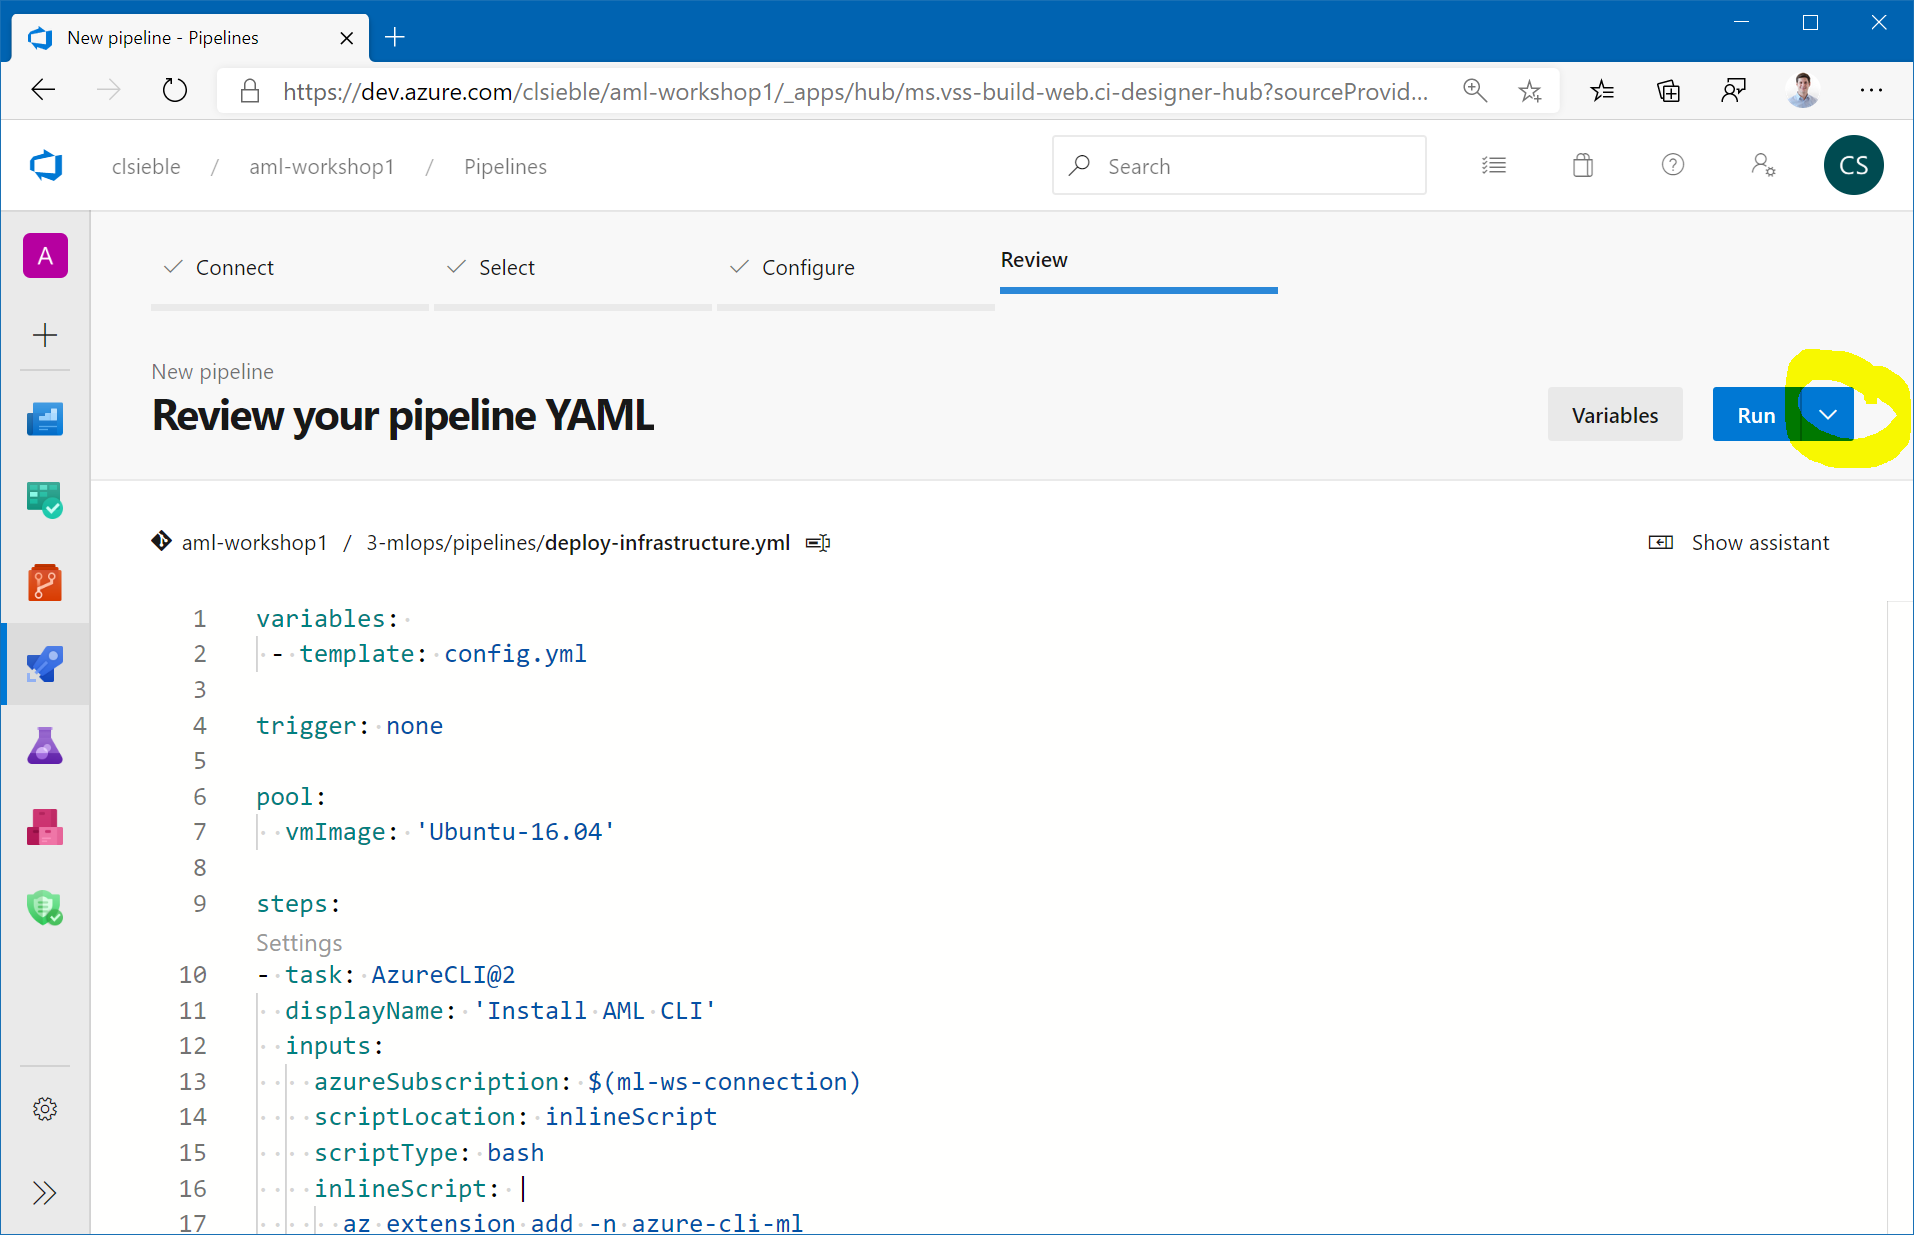 New pipeline - Pipelines
https://dev.azure.com/clsieble/aml-workshop1/_apps/hub/ms.vss-build-web.ci-designer-hub?sourceProvid...
clsieble / aml-workshop1 / Pipelines
Search
CS
A
Connect
Select
Configure
Review
New pipeline
Review your pipeline YAML
Variables
Run
aml-workshop1 / 3-mlops/pipelines/deploy-infrastructure.yml
Show assistant
1 variables:
2 - template: config.yml
3
4 trigger: none
5
6 pool:
7 vmImage: 'Ubuntu-16.04'
8
9 steps:
Settings
10 - task: AzureCLI@2
11 displayName: 'Install AML CLI'
12 inputs:
13 azureSubscription: $(ml-ws-connection)
14 scriptLocation: inlineScript
15 scriptType: bash
16 inlineScript: |
17 az extension add -n azure-cli-ml